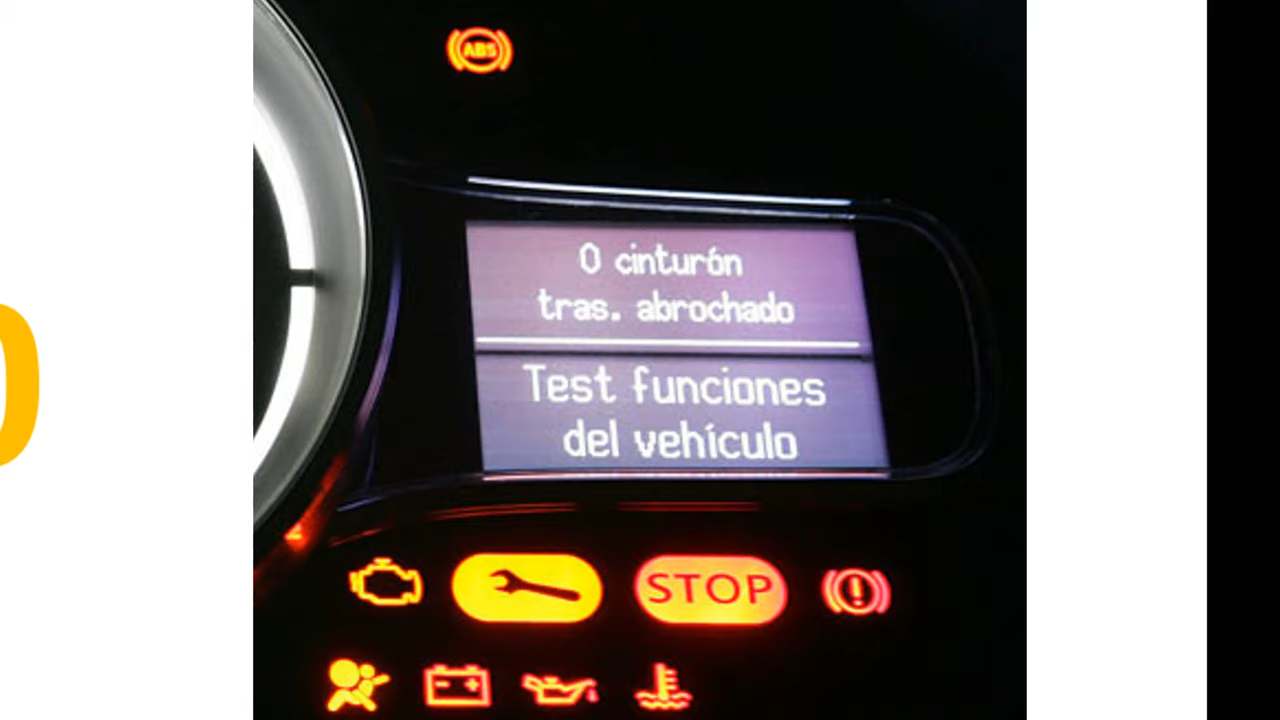 ABS
0 cinturón
tras. abrochado
Test funciones
del vehículo
STOP